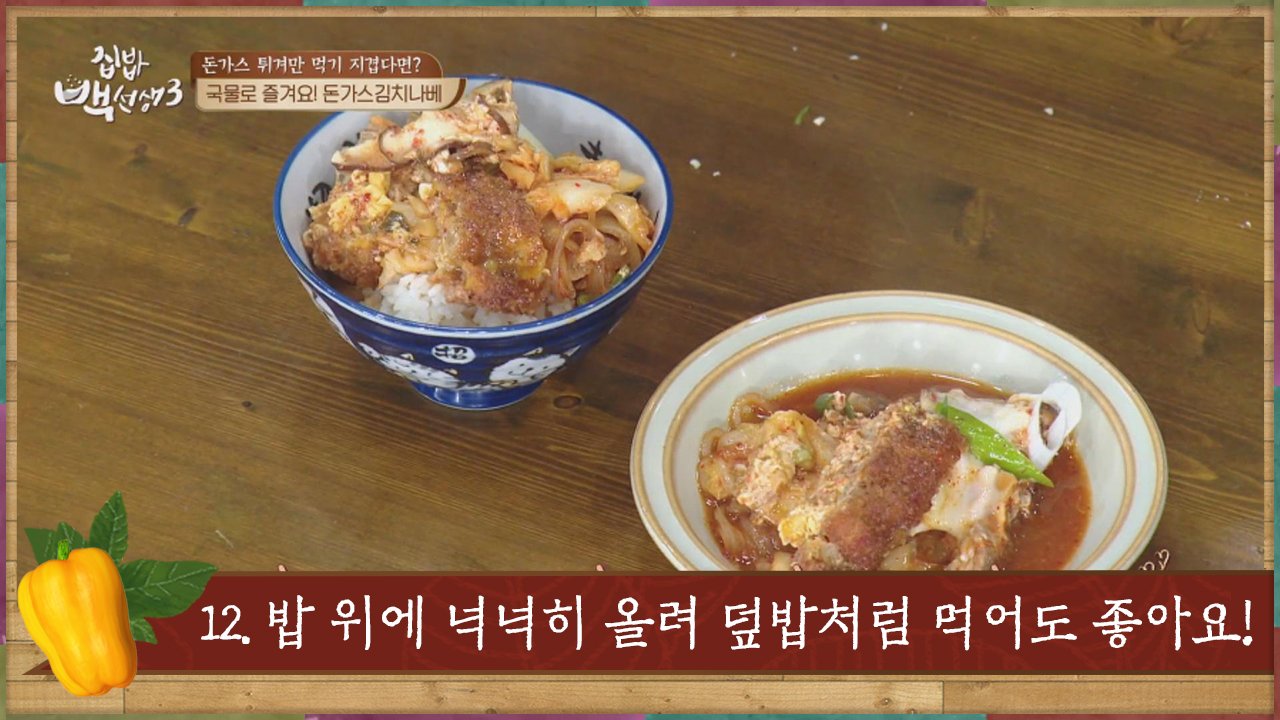 집밥
백선생3
돈가스 튀겨만 먹기 지겹다면?
국물로 즐겨요! 돈가스김치나베
12. 밥 위에 넉넉히 올려 덮밥처럼 먹어도 좋아요!